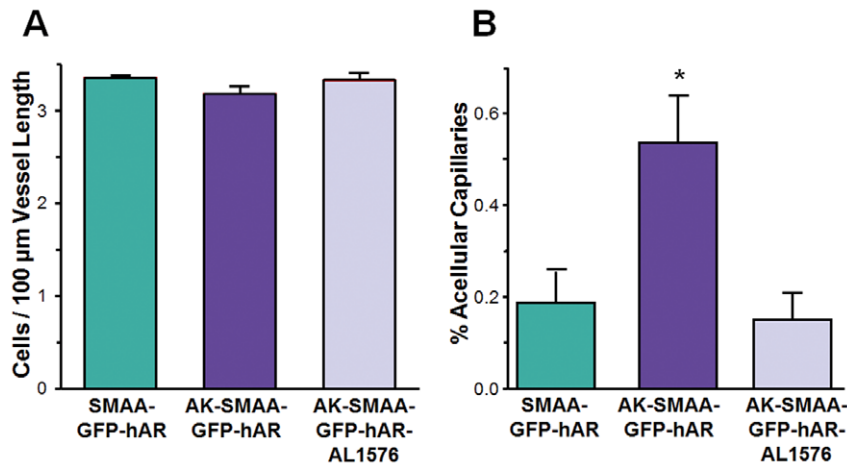 A
Cells / 100 µm Vessel Length
3
2
1
0
SMAA-
GFP-hAR
AK-SMAA-
GFP-hAR
AK-SMAA-
GFP-hAR-
AL1576
B
% Acellular Capillaries
0.6
0.4
0.2
0.0
*
SMAA-
GFP-hAR
AK-SMAA-
GFP-hAR
AK-SMAA-
GFP-hAR-
AL1576